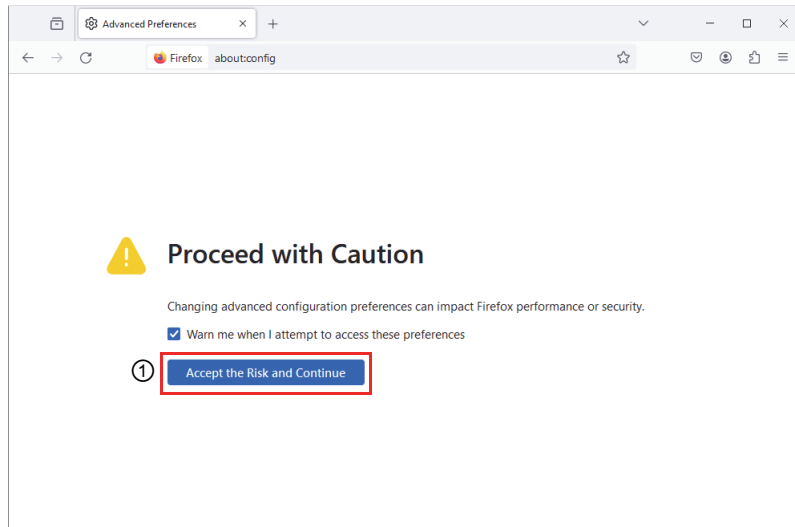 Advanced Preferences
Firefox about:config
Proceed with Caution
Changing advanced configuration preferences can impact Firefox performance or security.
Warn me when I attempt to access these preferences
① Accept the Risk and Continue